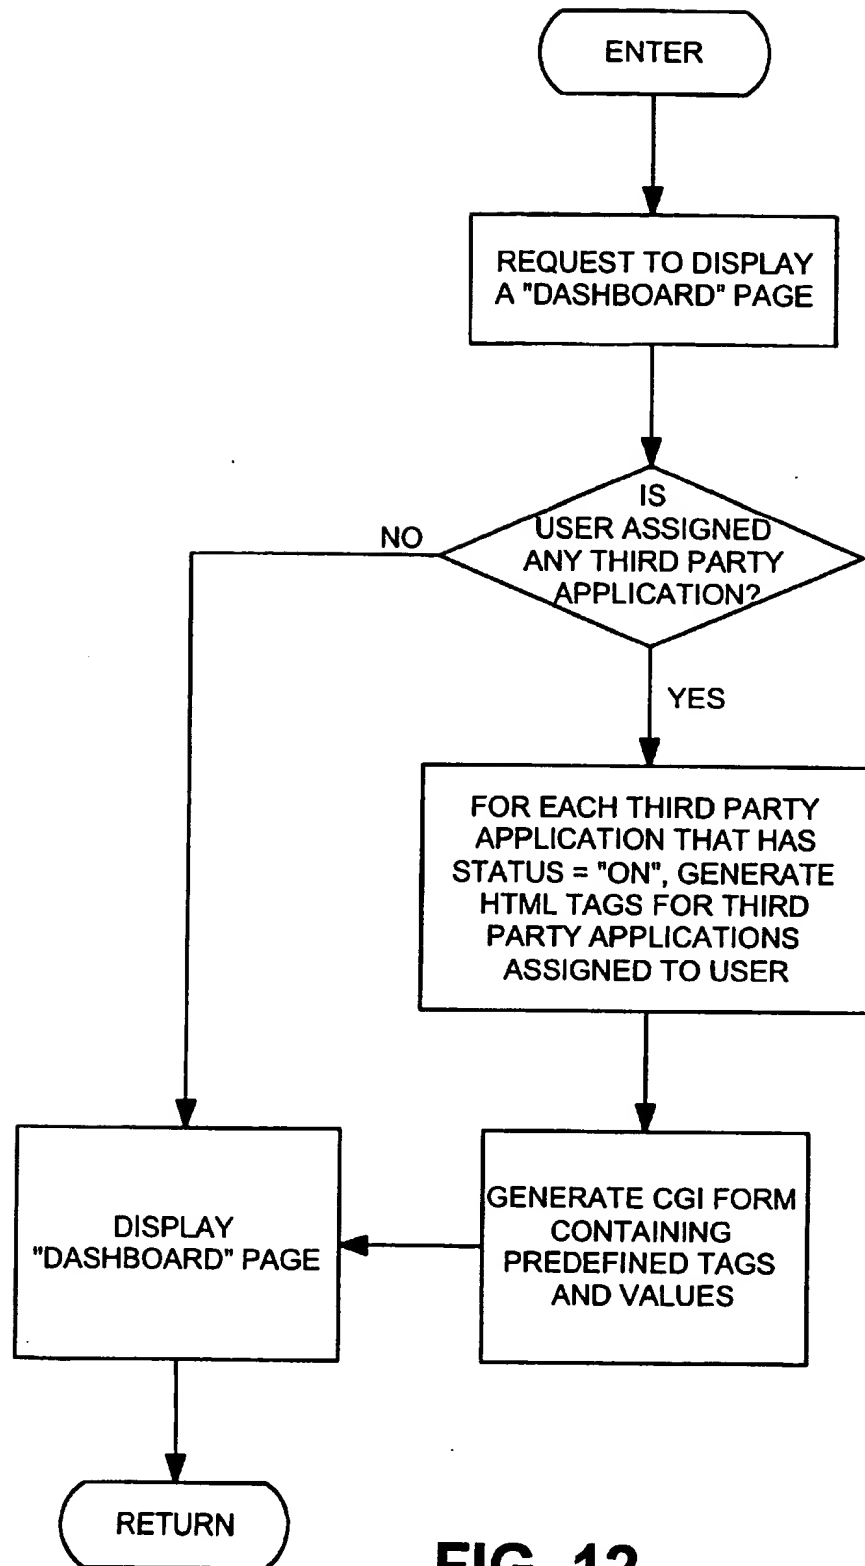 ENTER
REQUEST TO DISPLAY
A "DASHBOARD" PAGE
IS
USER ASSIGNED
ANY THIRD PARTY
APPLICATION?
NO
YES
FOR EACH THIRD PARTY
APPLICATION THAT HAS
STATUS = "ON", GENERATE
HTML TAGS FOR THIRD
PARTY APPLICATIONS
ASSIGNED TO USER
GENERATE CGI FORM
CONTAINING
PREDEFINED TAGS
AND VALUES
DISPLAY
"DASHBOARD" PAGE
RETURN
FIG. 12